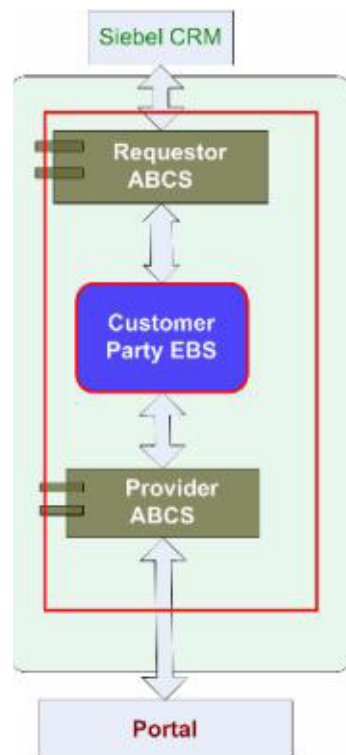 Siebel CRM
Requestor
ABCS
Customer
Party EBS
Provider
ABCS
Portal